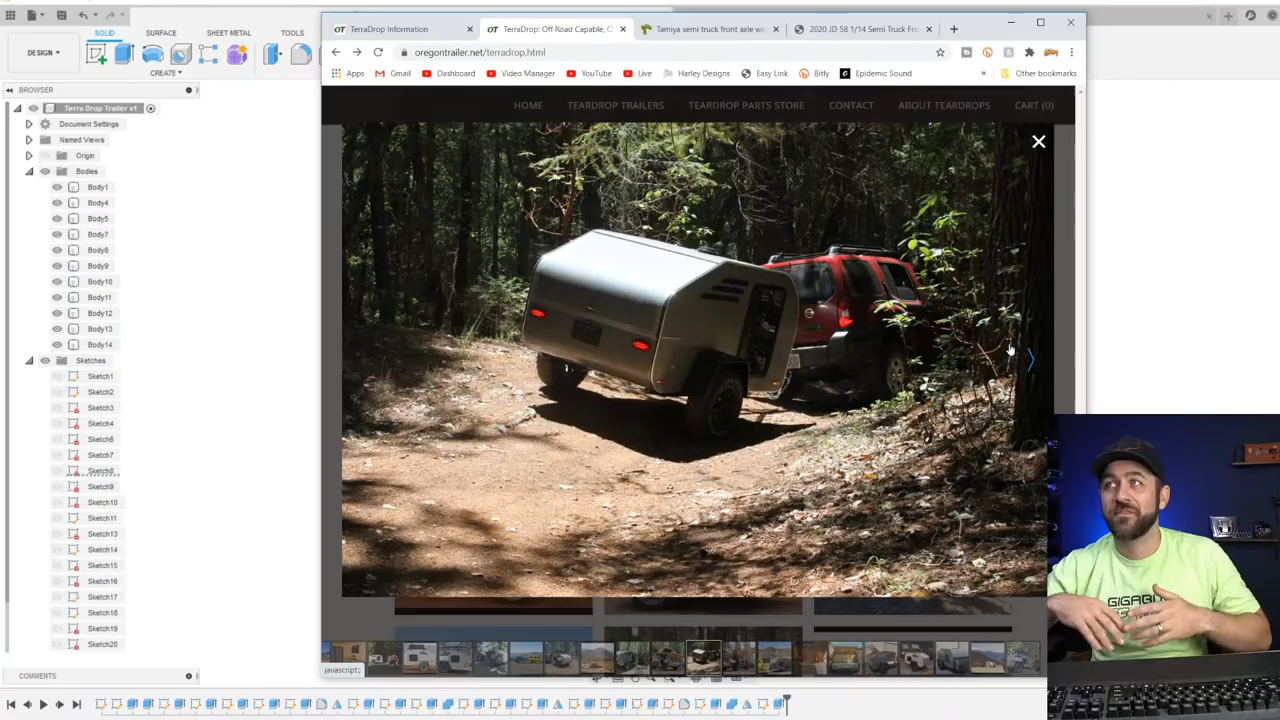 DESIGN
SOLID
SURFACE
SHEET METAL
TOOLS
CREATE
BROWSER
Terra Drop Trailer v1
Document Settings
Named Views
Origin
Bodies
Body1
Body4
Body5
Body7
Body8
Body9
Body10
Body11
Body12
Body13
Body14
Sketches
Sketch1
Sketch2
Sketch3
Sketch4
Sketch6
Sketch7
Sketch8
Sketch9
Sketch10
Sketch11
Sketch13
Sketch14
Sketch15
Sketch16
Sketch17
Sketch18
Sketch19
Sketch20
COMMENTS
OT TerraDrop Information
OT TerraDrop: Off Road Capable, O
Tamiya semi truck front axle wi
2020 JD 58 1/14 Semi Truck Fr
oregontrailer.net/terradrop.html
Apps Gmail Dashboard Video Manager YouTube Live Harley Designs Easy Link Bitly Epidemic Sound » Other bookmarks
HOME TEARDROP TRAILERS TEARDROP PARTS STORE CONTACT ABOUT TEARDROPS CART (0)
javascript:;
GIGABIT